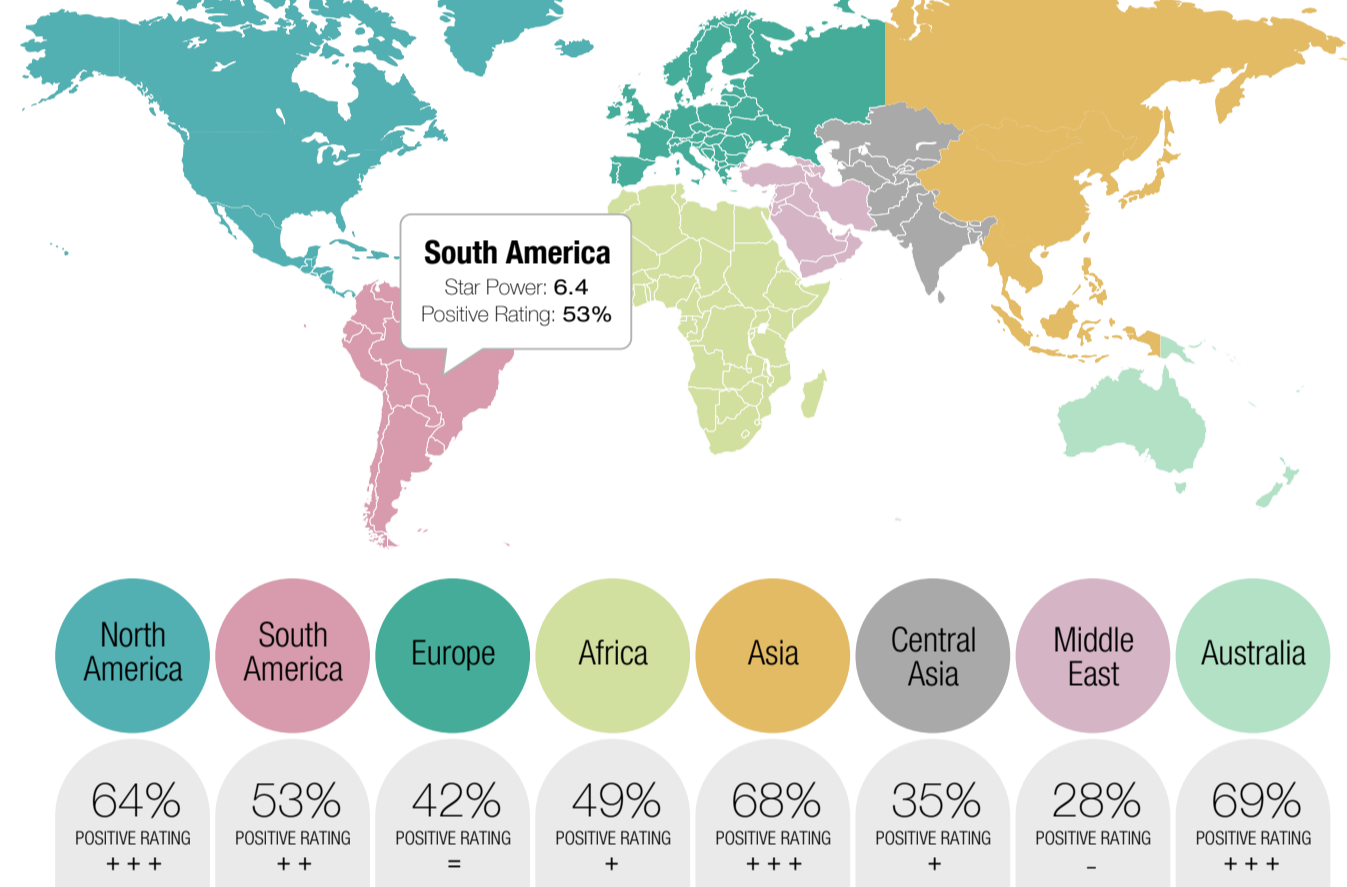 South America
Star Power: 6.4
Positive Rating: 53%
North
America
South
America
Europe
Africa
Asia
Central
Asia
Middle
East
Australia
64%
POSITIVE RATING
+ + +
53%
POSITIVE RATING
+ +
42%
POSITIVE RATING
=
49%
POSITIVE RATING
+
68%
POSITIVE RATING
+ + +
35%
POSITIVE RATING
+
28%
POSITIVE RATING
-
69%
POSITIVE RATING
+ + +